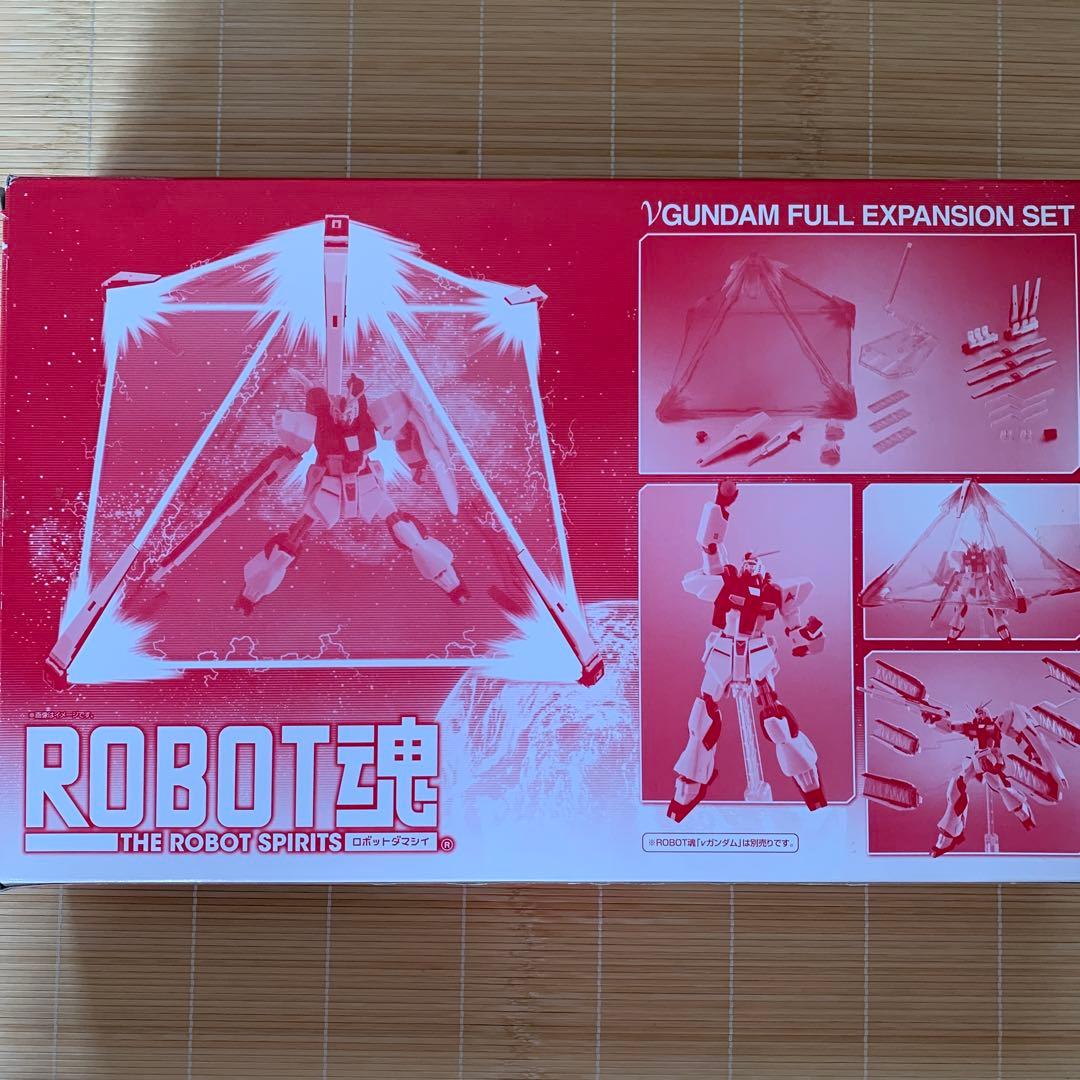 νGUNDAM FULL EXPANSION SET
※画像はイメージです。
ROBOT魂
THE ROBOT SPIRITS ロボットダマシイ ®
※ROBOT魂「νガンダム」は別売りです。